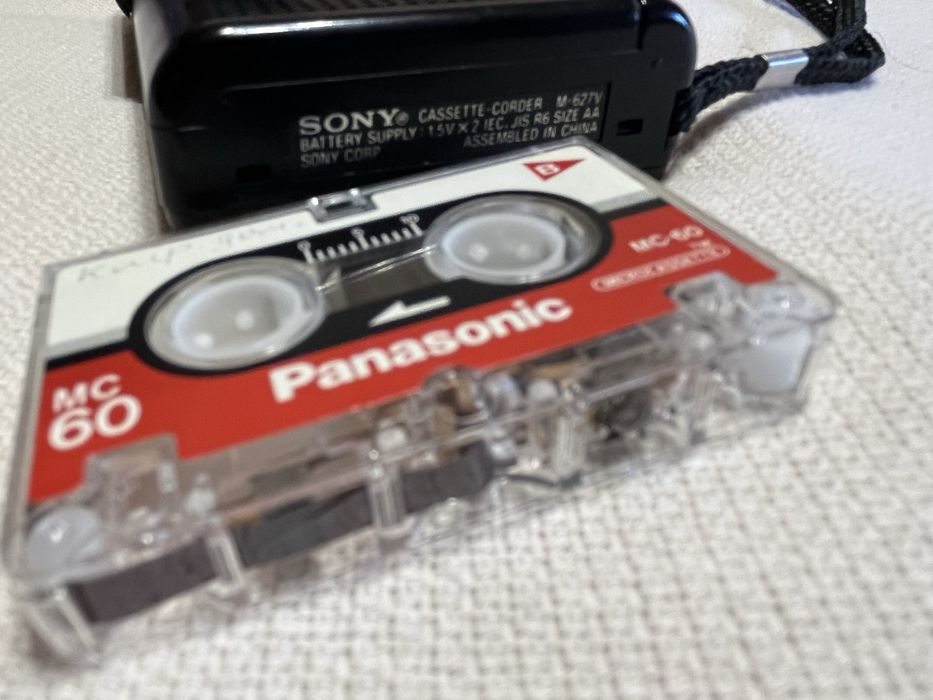 SONY® CASSETTE-CORDER M-627V
BATTERY SUPPLY : 1.5V X 2 IEC, JIS R6 SIZE AA
SONY CORP ASSEMBLED IN CHINA
B
MC-60
MICROCASSETTE™
Panasonic
MC
60